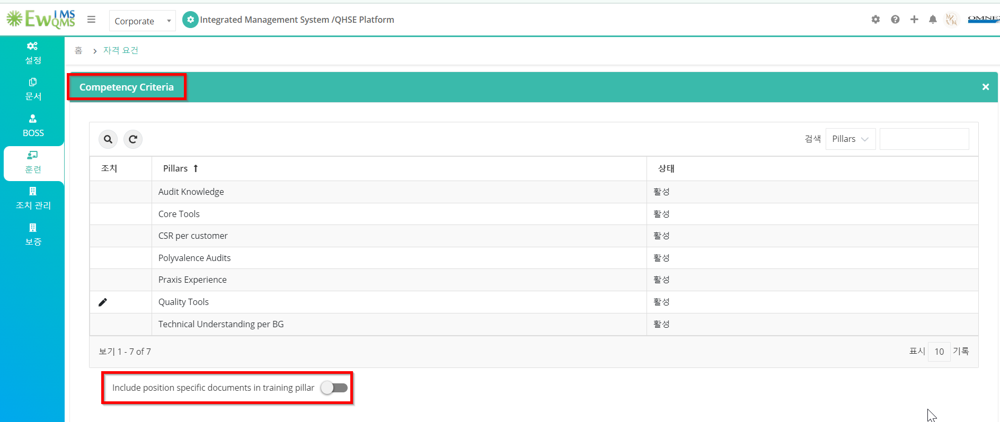 EwIMS
QMS
Corporate
Integrated Management System /QHSE Platform
설정
문서
BOSS
훈련
조치 관리
보증
홈 > 자격 요건
Competency Criteria
검색 Pillars
조치 Pillars 상태
Audit Knowledge 활성
Core Tools 활성
CSR per customer 활성
Polyvalence Audits 활성
Praxis Experience 활성
Quality Tools 활성
Technical Understanding per BG 활성
보기 1 - 7 of 7
표시 10 기록
Include position specific documents in training pillar